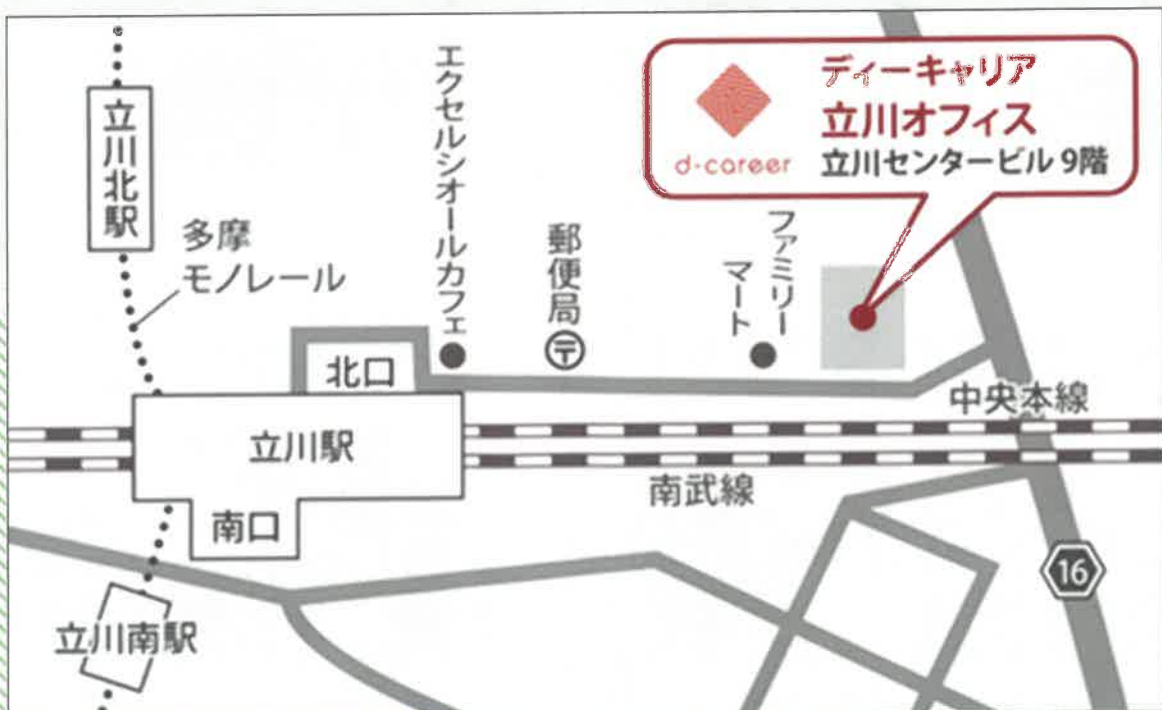 ディーキャリア
立川オフィス
d-career
立川センタービル 9階
立川北駅
多摩
モノレール
エクセルシオールカフェ
郵便局
〒
ファミリー
マート
北口
立川駅
南口
中央本線
南武線
16
立川南駅